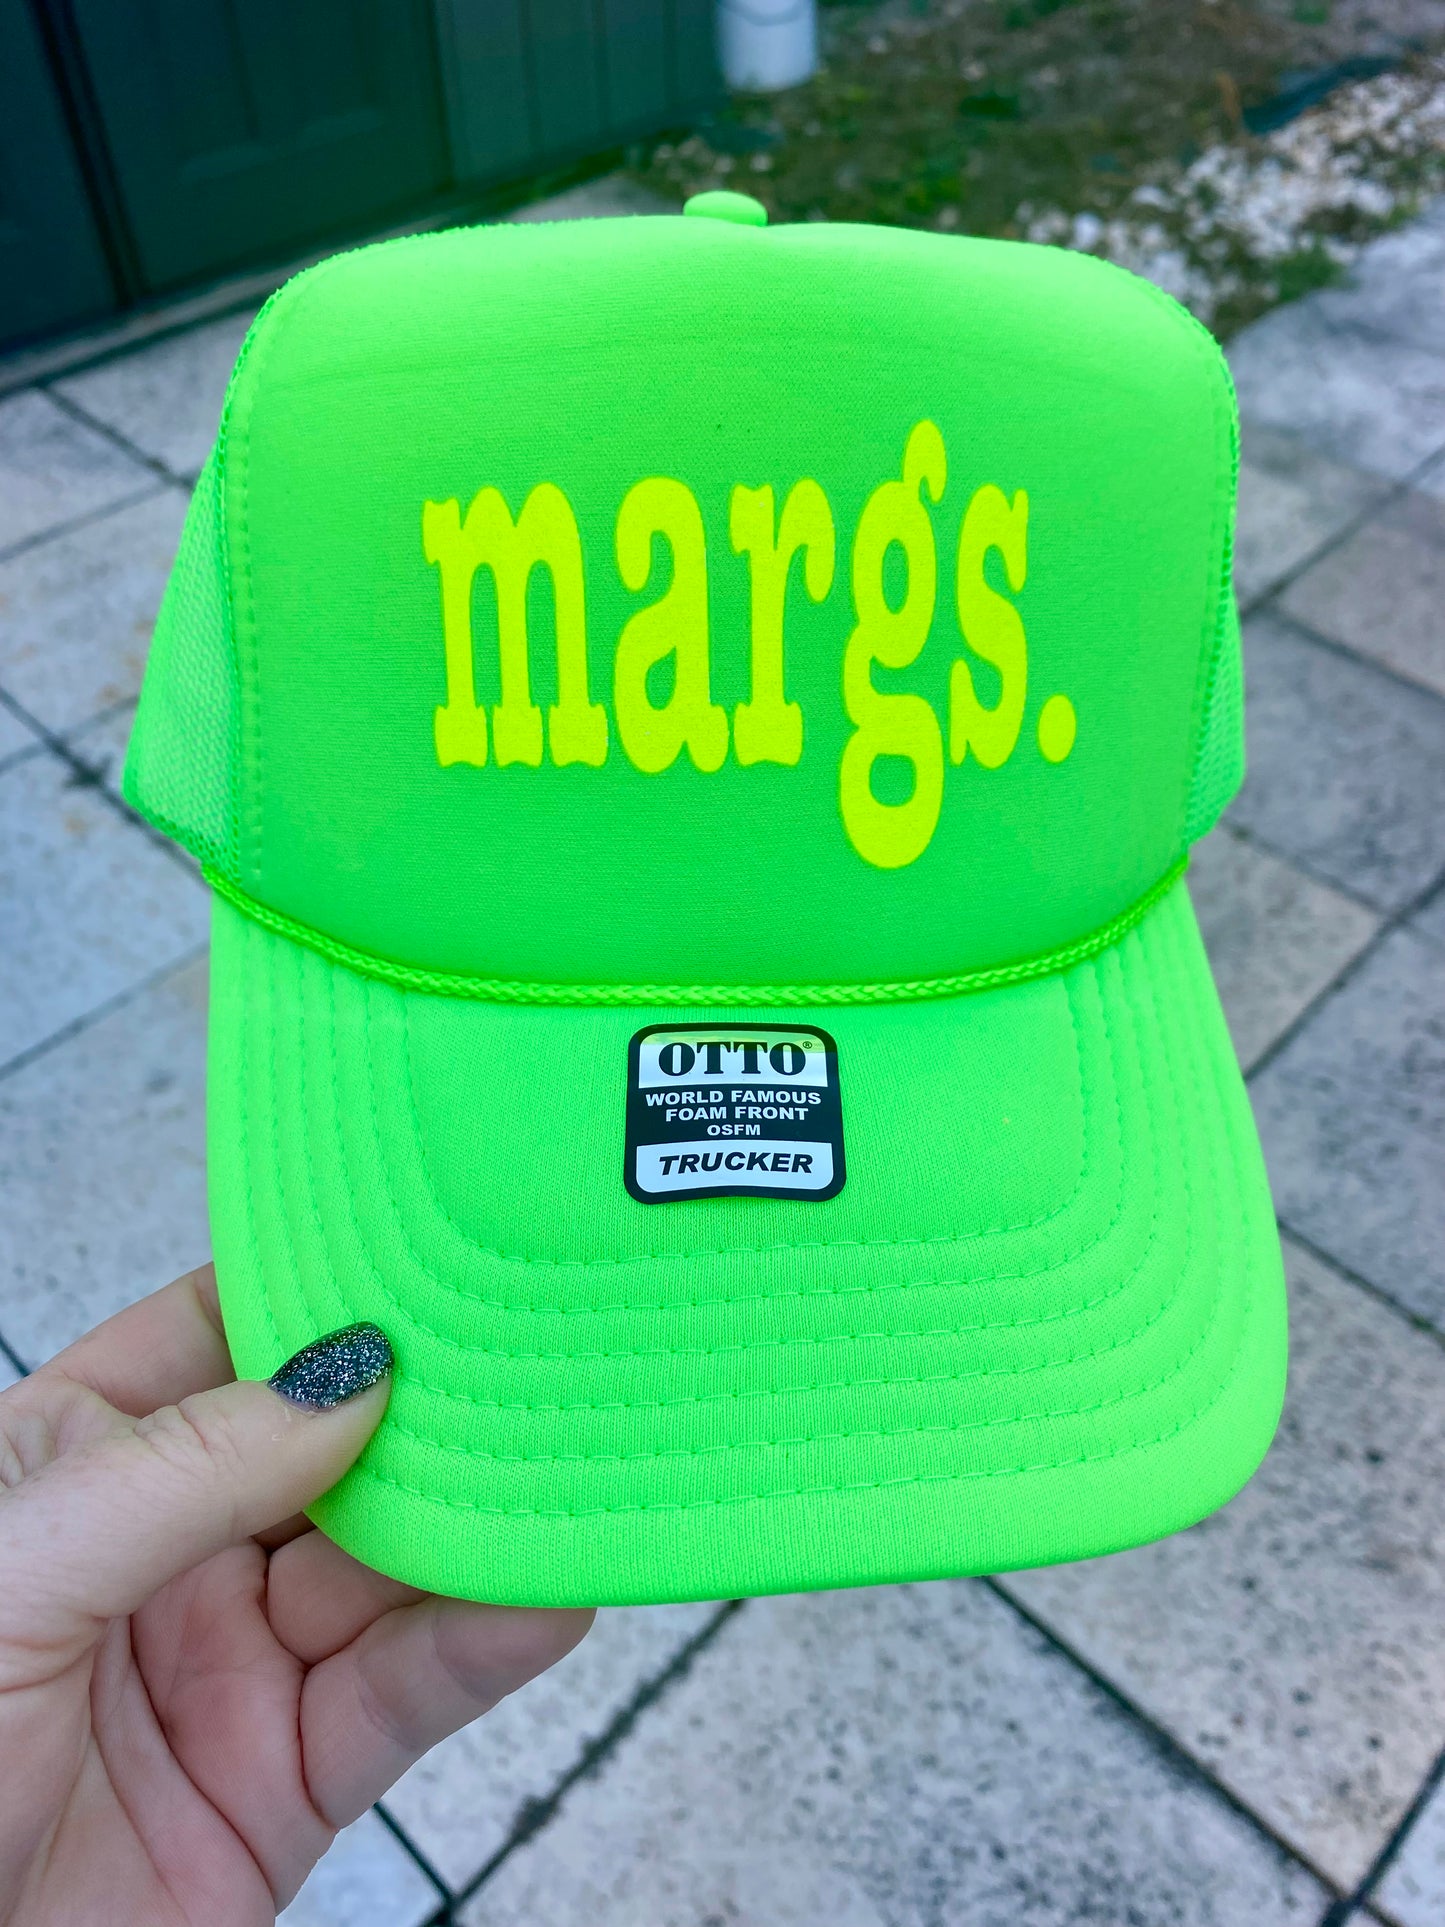 margs.
OTTO®
WORLD FAMOUS
FOAM FRONT
OSFM
TRUCKER